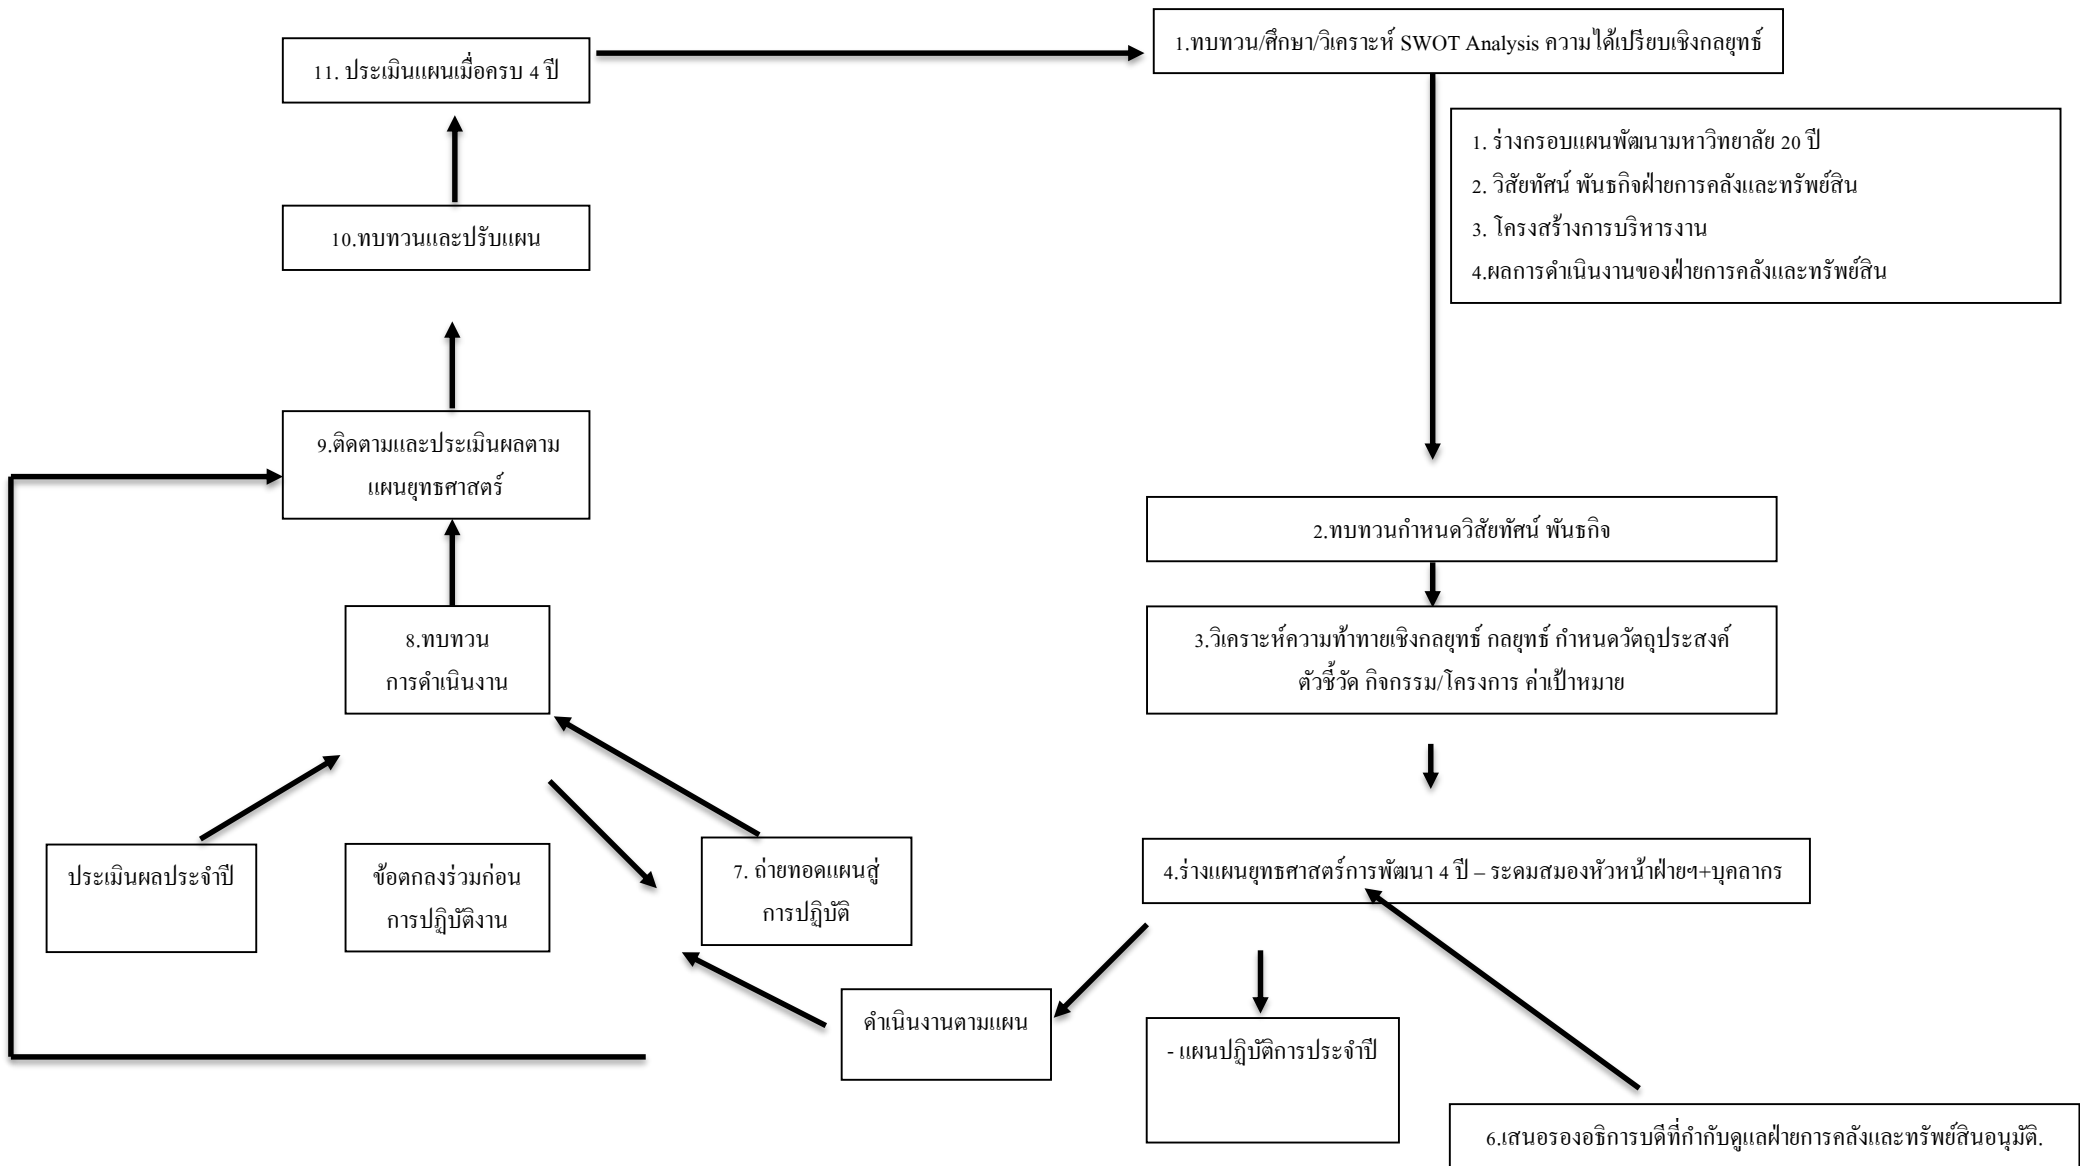 1.ทบทวน/ศึกษา/วิเคราะห์ SWOT Analysis ความได้เปรียบเชิงกลยุทธ์
11. ประเมินแผนเมื่อครบ 4 ปี
1. ร่างกรอบแผนพัฒนามหาวิทยาลัย 20 ปี
2. วิสัยทัศน์ พันธกิจฝ่ายการคลังและทรัพย์สิน
3. โครงสร้างการบริหารงาน
4.ผลการดำเนินงานของฝ่ายการคลังและทรัพย์สิน
10.ทบทวนและปรับแผน
9.ติดตามและประเมินผลตาม
แผนยุทธศาสตร์
2.ทบทวนกำหนดวิสัยทัศน์ พันธกิจ
8.ทบทวน
การดำเนินงาน
3.วิเคราะห์ความท้าทายเชิงกลยุทธ์ กลยุทธ์ กำหนดวัตถุประสงค์
ตัวชี้วัด กิจกรรม/โครงการ ค่าเป้าหมาย
ประเมินผลประจำปี
ข้อตกลงร่วมก่อน
การปฏิบัติงาน
7. ถ่ายทอดแผนสู่
การปฏิบัติ
4.ร่างแผนยุทธศาสตร์การพัฒนา 4 ปี – ระดมสมองหัวหน้าฝ่ายฯ+บุคลากร
ดำเนินงานตามแผน
- แผนปฏิบัติการประจำปี
6.เสนอรองอธิการบดีที่กำกับดูแลฝ่ายการคลังและทรัพย์สินอนุมัติ.